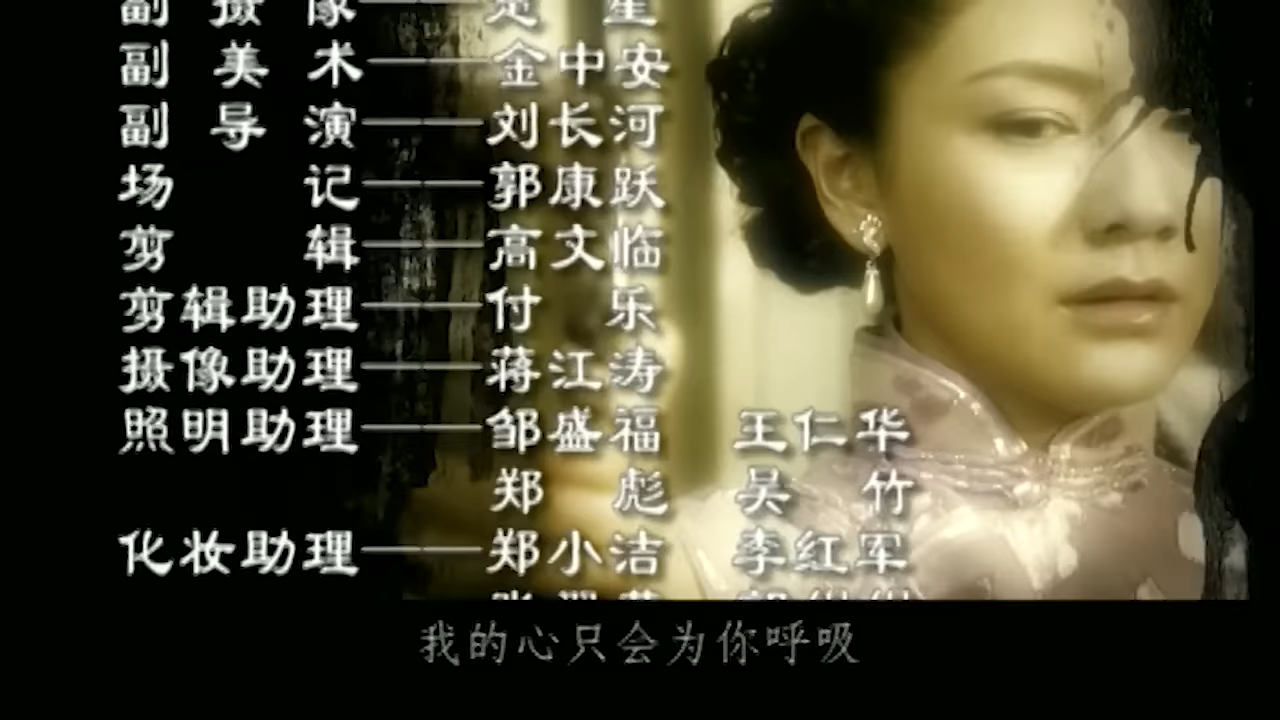 副美术——金中安
副导演——刘长河
场记——郭康跃
剪辑——高文临
剪辑助理——付乐
摄像助理——蒋江涛
照明助理——邹盛福 王仁华
郑彪 吴竹
化妆助理——郑小洁 李红军
我的心只会为你呼吸